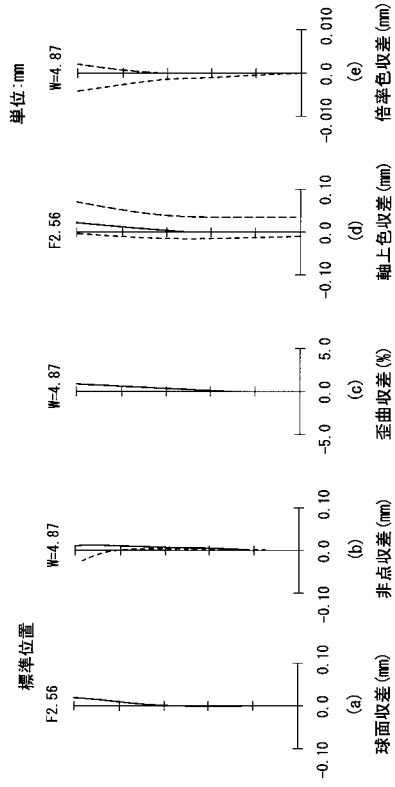 標準位置
単位:mm
F2.56
W=4.87
W=4.87
F2.56
W=4.87
-0.10 0.0 0.10
-0.10 0.0 0.10
-5.0 0.0 5.0
-0.10 0.0 0.10
-0.010 0.0 0.010
(a)
(b)
(c)
(d)
(e)
球面収差(mm)
非点収差(mm)
歪曲収差(%)
軸上色収差(mm)
倍率色収差(mm)